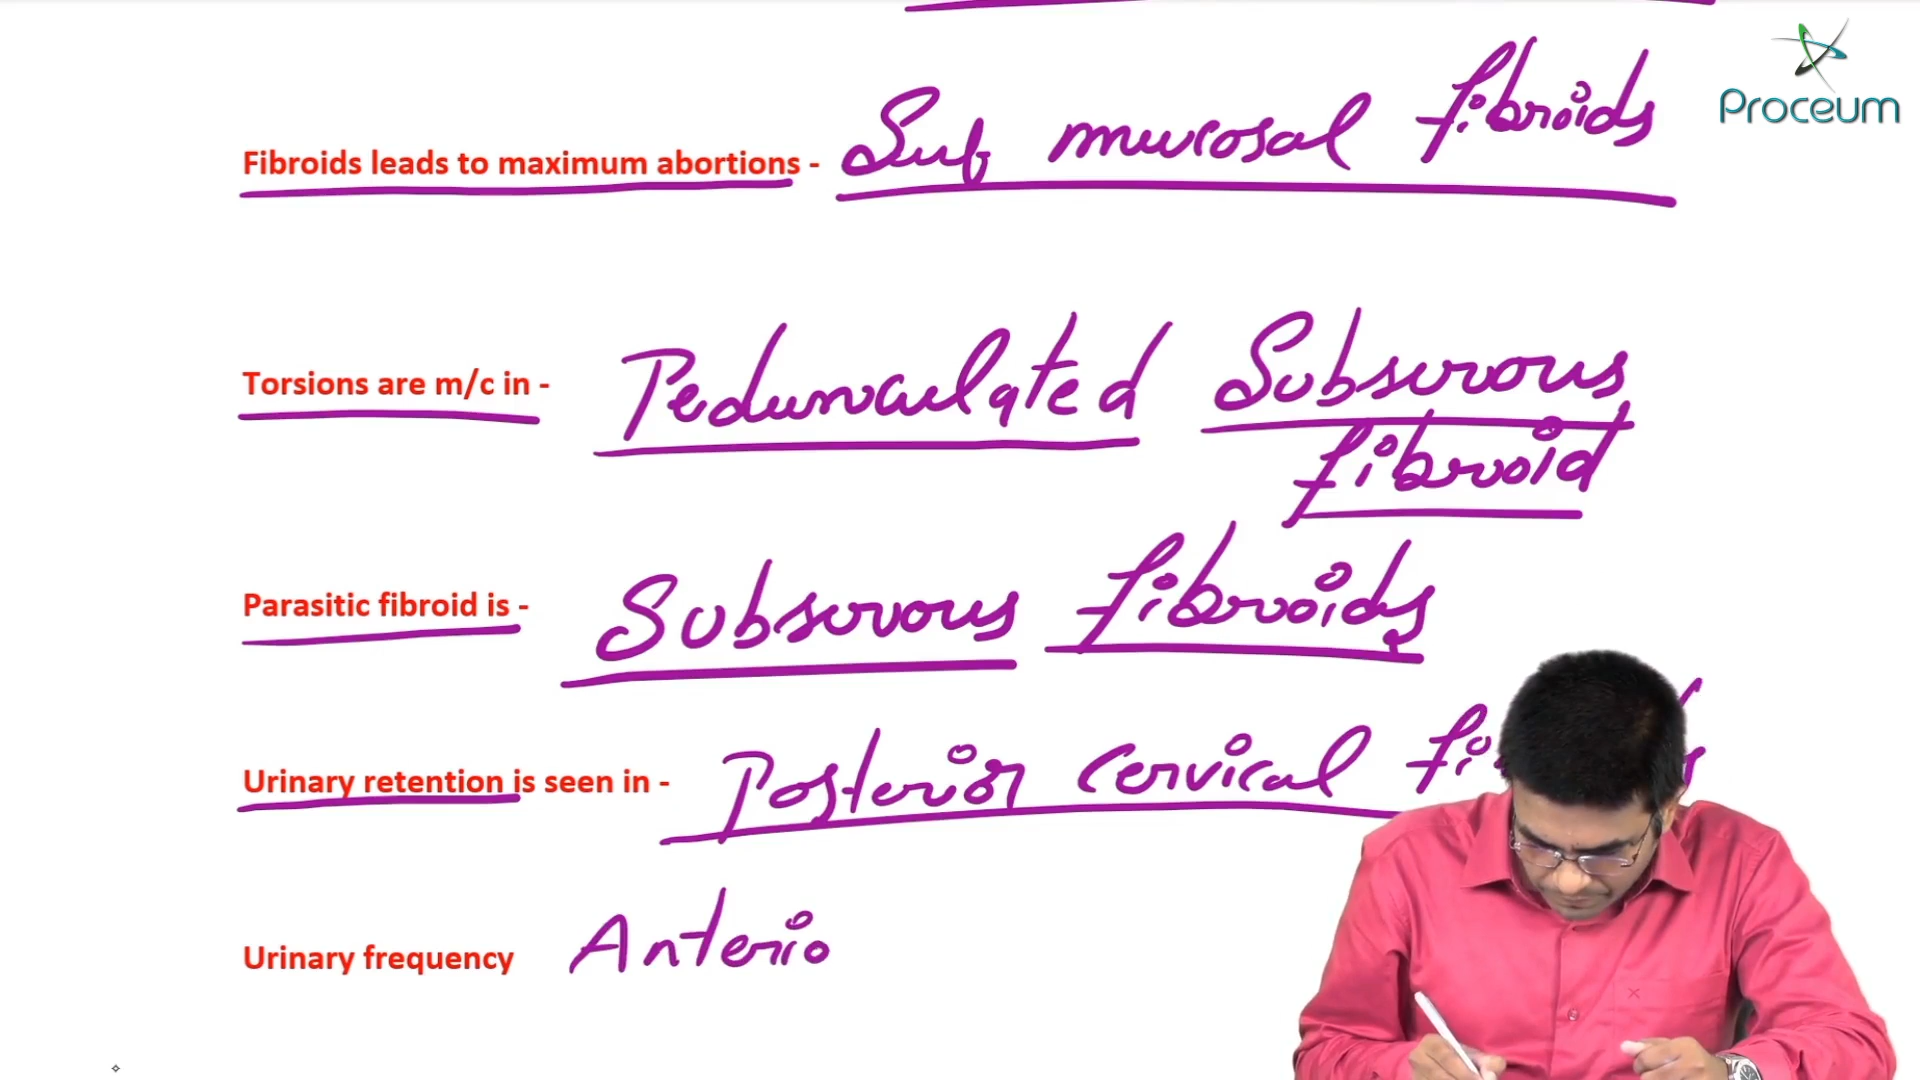 Proceum
Fibroids leads to maximum abortions - Sub mucosal fibroids
Torsions are m/c in - Pedunculated Subserous
fibroid
Parasitic fibroid is - Subserous fibroids
Urinary retention is seen in - Posterior cervical
Urinary frequency Anterio